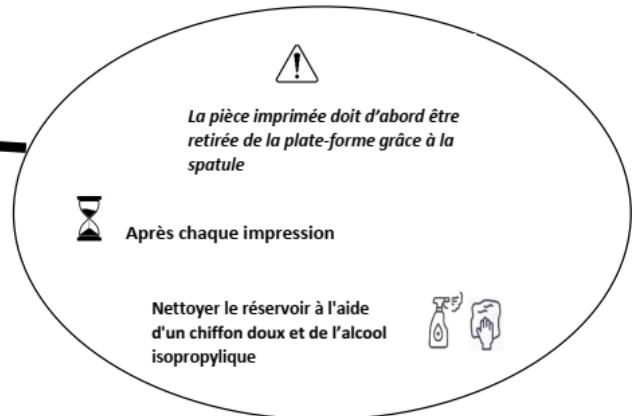 La pièce imprimée doit d’abord être
retirée de la plate-forme grâce à la
spatule
Après chaque impression
Nettoyer le réservoir à l'aide
d'un chiffon doux et de l’alcool
isopropylique